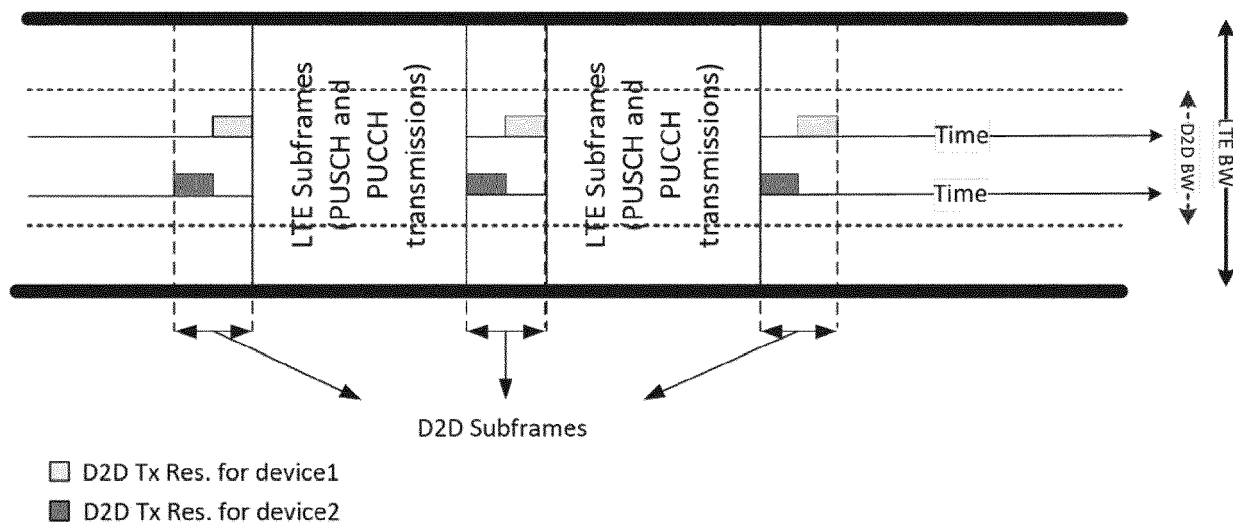 LTE Subframes
(PUSCH and
PUCCH
transmissions)
LTE Subframes
(PUSCH and
PUCCH
transmissions)
Time
Time
D2D BW
LTE BW
D2D Subframes
D2D Tx Res. for device1
D2D Tx Res. for device2